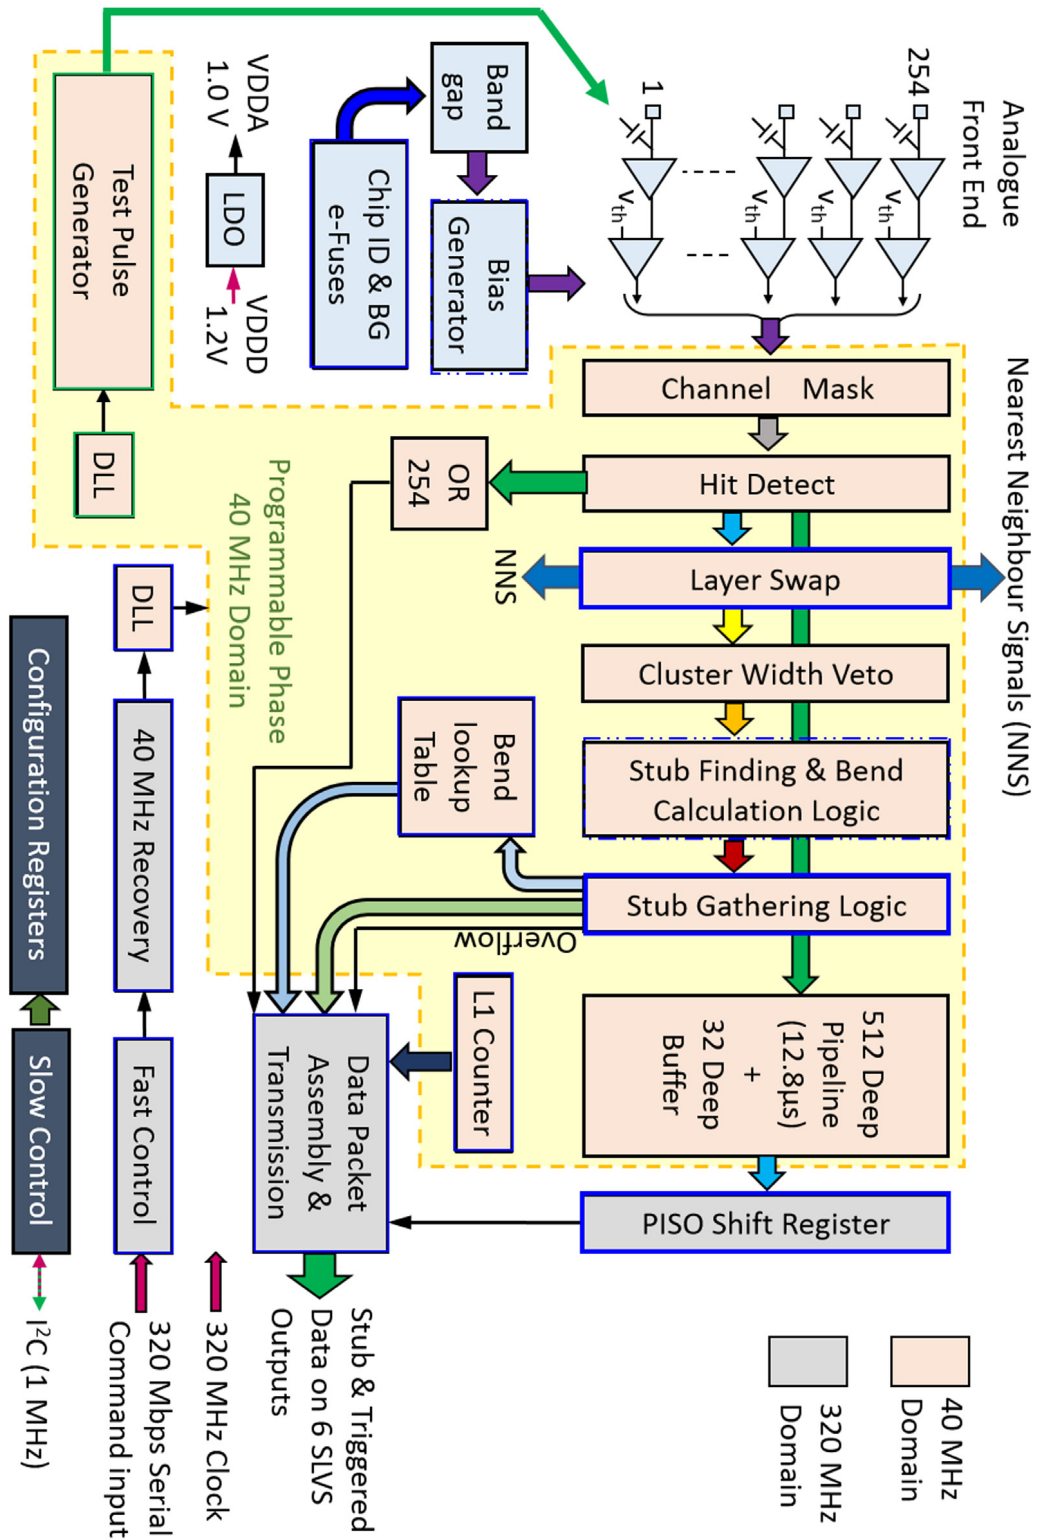 Analogue
Front End
254
1
Vth
Vth
Vth
Vth
Band
gap
Chip ID & BG
e-Fuses
Bias
Generator
VDDA
1.0 V
LDO
VDDD
1.2V
Test Pulse
Generator
DLL
Nearest Neighbour Signals (NNS)
Channel Mask
Hit Detect
OR
254
Layer Swap
NNS
Cluster Width Veto
Stub Finding & Bend
Calculation Logic
Bend
lookup
Table
Stub Gathering Logic
Overflow
Programmable Phase
40 MHz Domain
DLL
40 MHz Recovery
Fast Control
Configuration Registers
Slow Control
L1 Counter
512 Deep
Pipeline
(12.8µs)
+
32 Deep
Buffer
Data Packet
Assembly &
Transmission
PISO Shift Register
Stub & Triggered
Data on 6 SLVS
Outputs
320 MHz Clock
320 Mbps Serial
Command input
I²C (1 MHz)
40 MHz
Domain
320 MHz
Domain